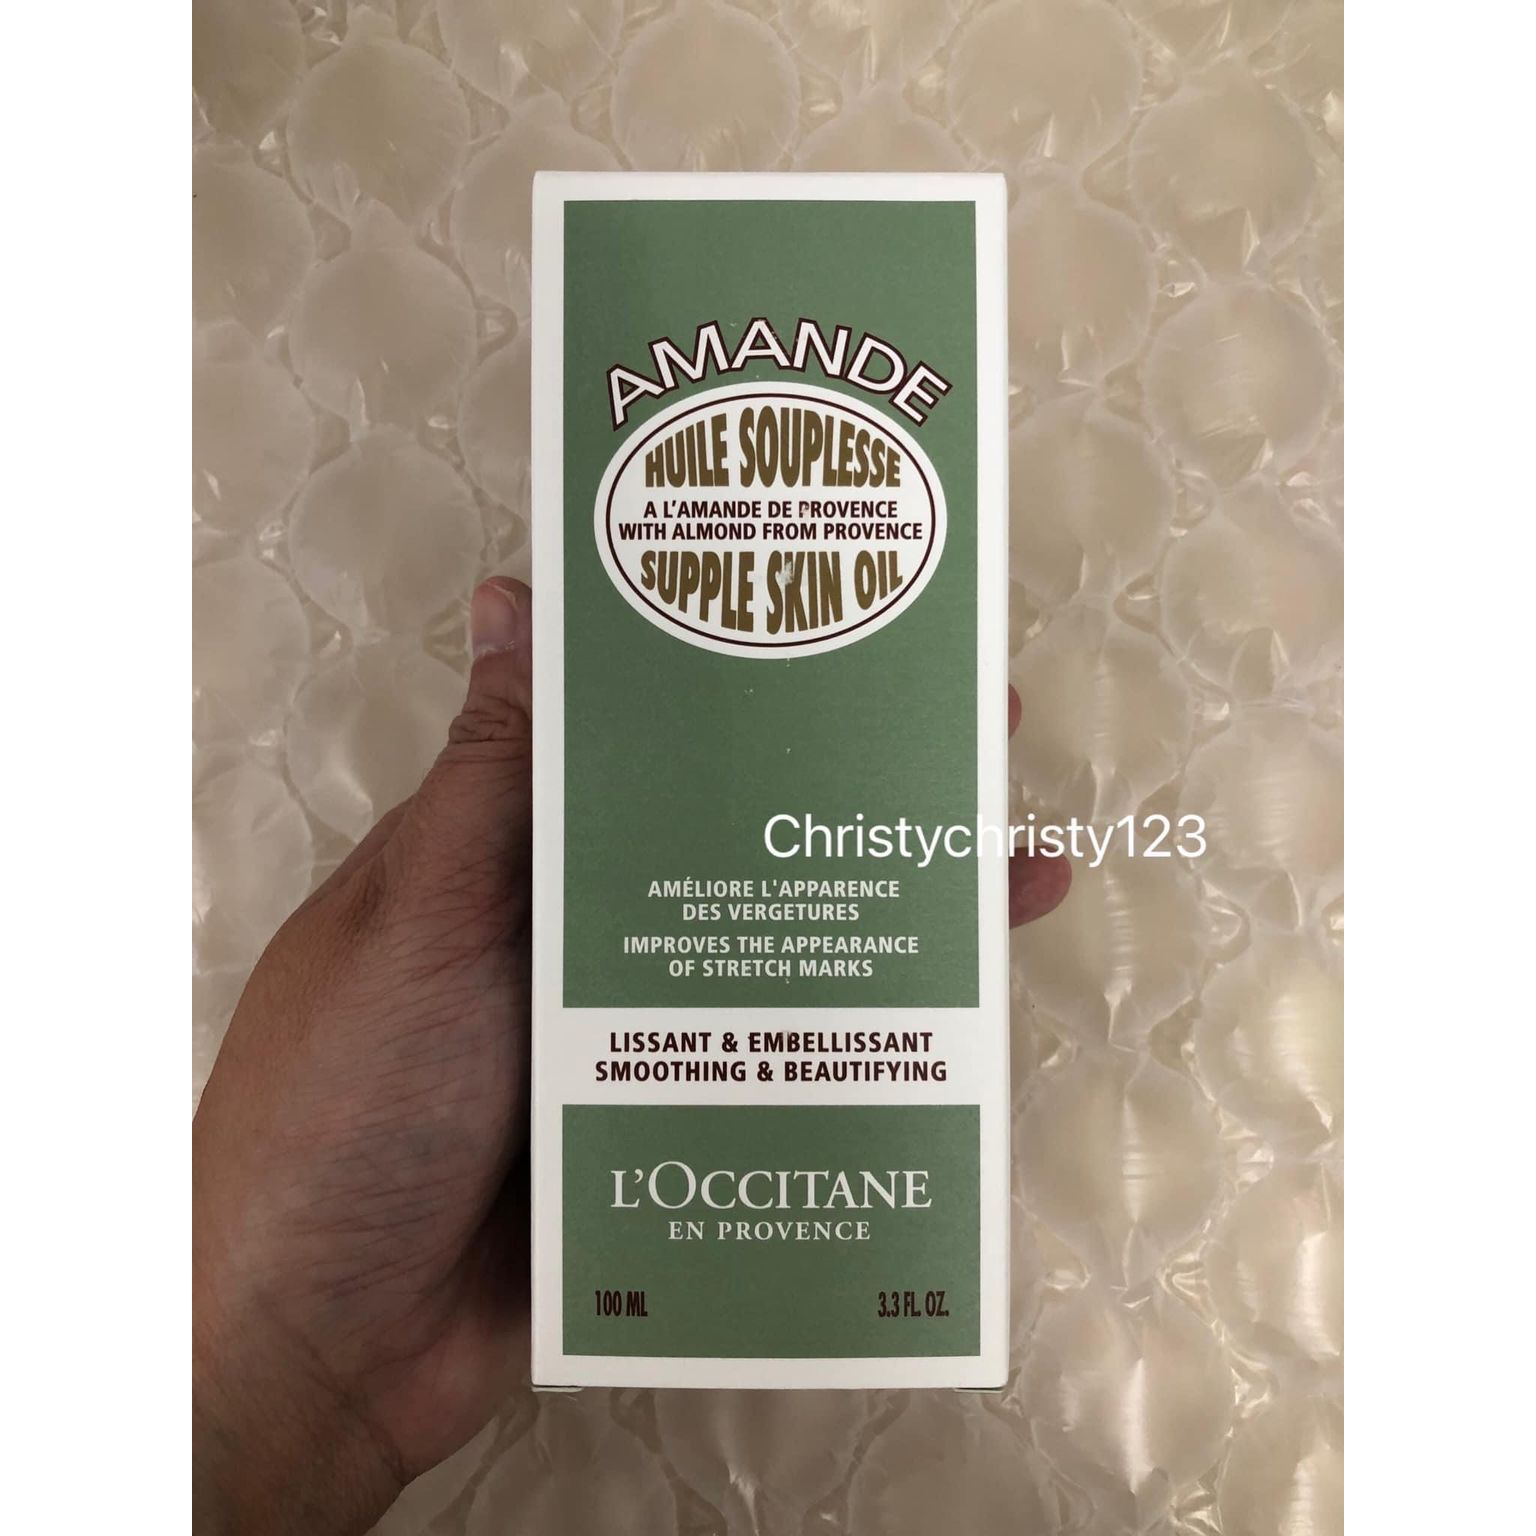 AMANDE
HUILE SOUPLESSE
A L'AMANDE DE PROVENCE
WITH ALMOND FROM PROVENCE
SUPPLE SKIN OIL
Christychristy123
AMÉLIORE L'APPARENCE
DES VERGETURES
IMPROVES THE APPEARANCE
OF STRETCH MARKS
LISSANT & EMBELLISSANT
SMOOTHING & BEAUTIFYING
L'OCCITANE
EN PROVENCE
100 ML 3.3 FL. OZ.